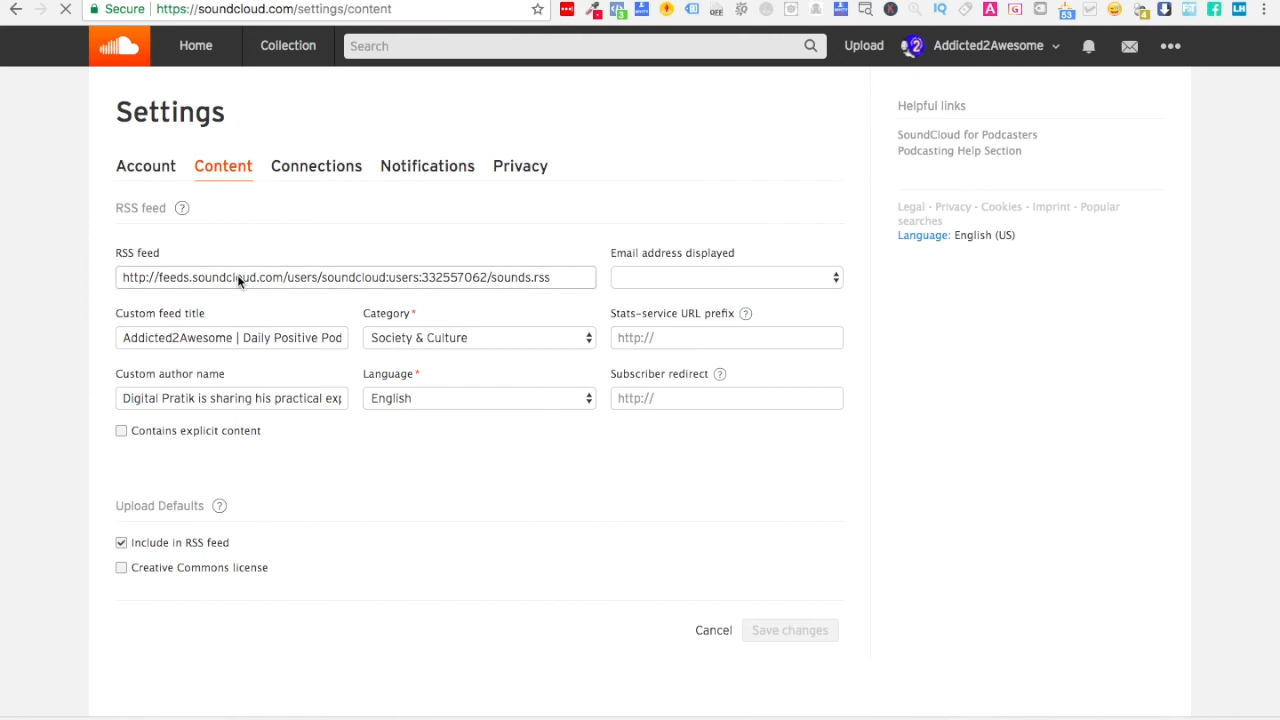 Secure https://soundcloud.com/settings/content
Home Collection Search Upload Addicted2Awesome
Settings
Account Content Connections Notifications Privacy
RSS feed ?
RSS feed
http://feeds.soundcloud.com/users/soundcloud:users:332557062/sounds.rss
Email address displayed
Custom feed title
Addicted2Awesome | Daily Positive Pod
Category*
Society & Culture
Stats-service URL prefix ?
http://
Custom author name
Digital Pratik is sharing his practical exp
Language*
English
Subscriber redirect ?
http://
Contains explicit content
Upload Defaults ?
Include in RSS feed
Creative Commons license
Cancel Save changes
Helpful links
SoundCloud for Podcasters
Podcasting Help Section
Legal - Privacy - Cookies - Imprint - Popular
searches
Language: English (US)